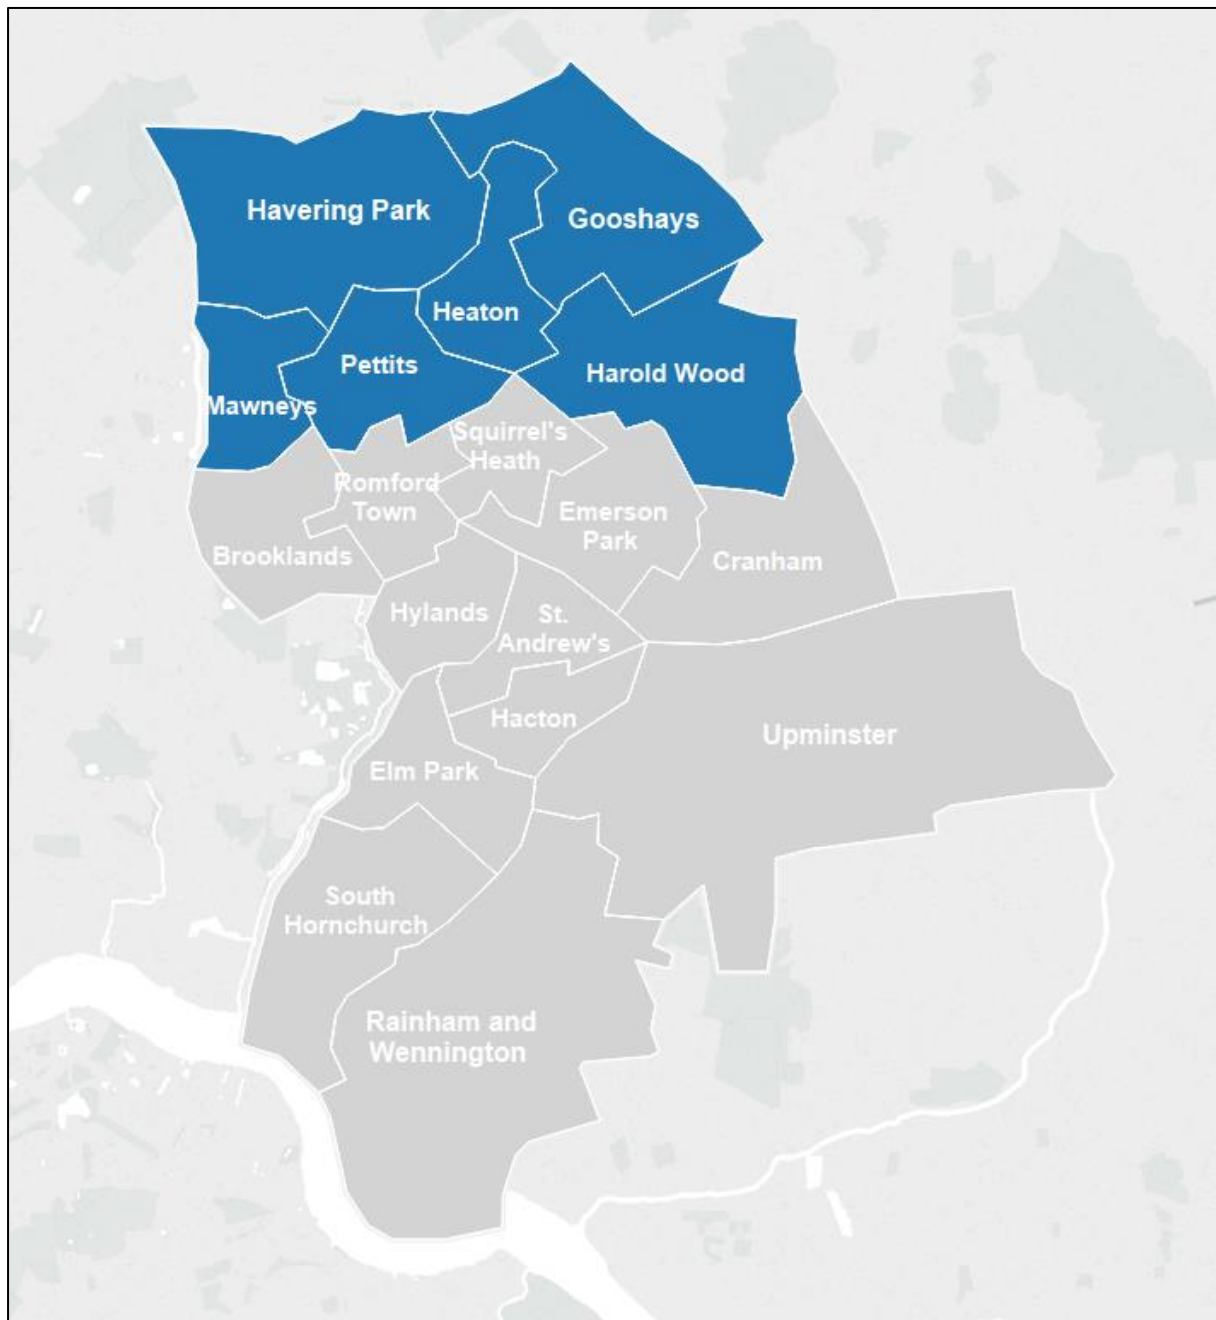 Havering Park
Gooshays
Heaton
Pettits
Harold Wood
Mawneys
Squirrel's
Heath
Romford
Town
Emerson
Park
Brooklands
Cranham
Hylands
St.
Andrew's
Hacton
Upminster
Elm Park
South
Hornchurch
Rainham and
Wennington